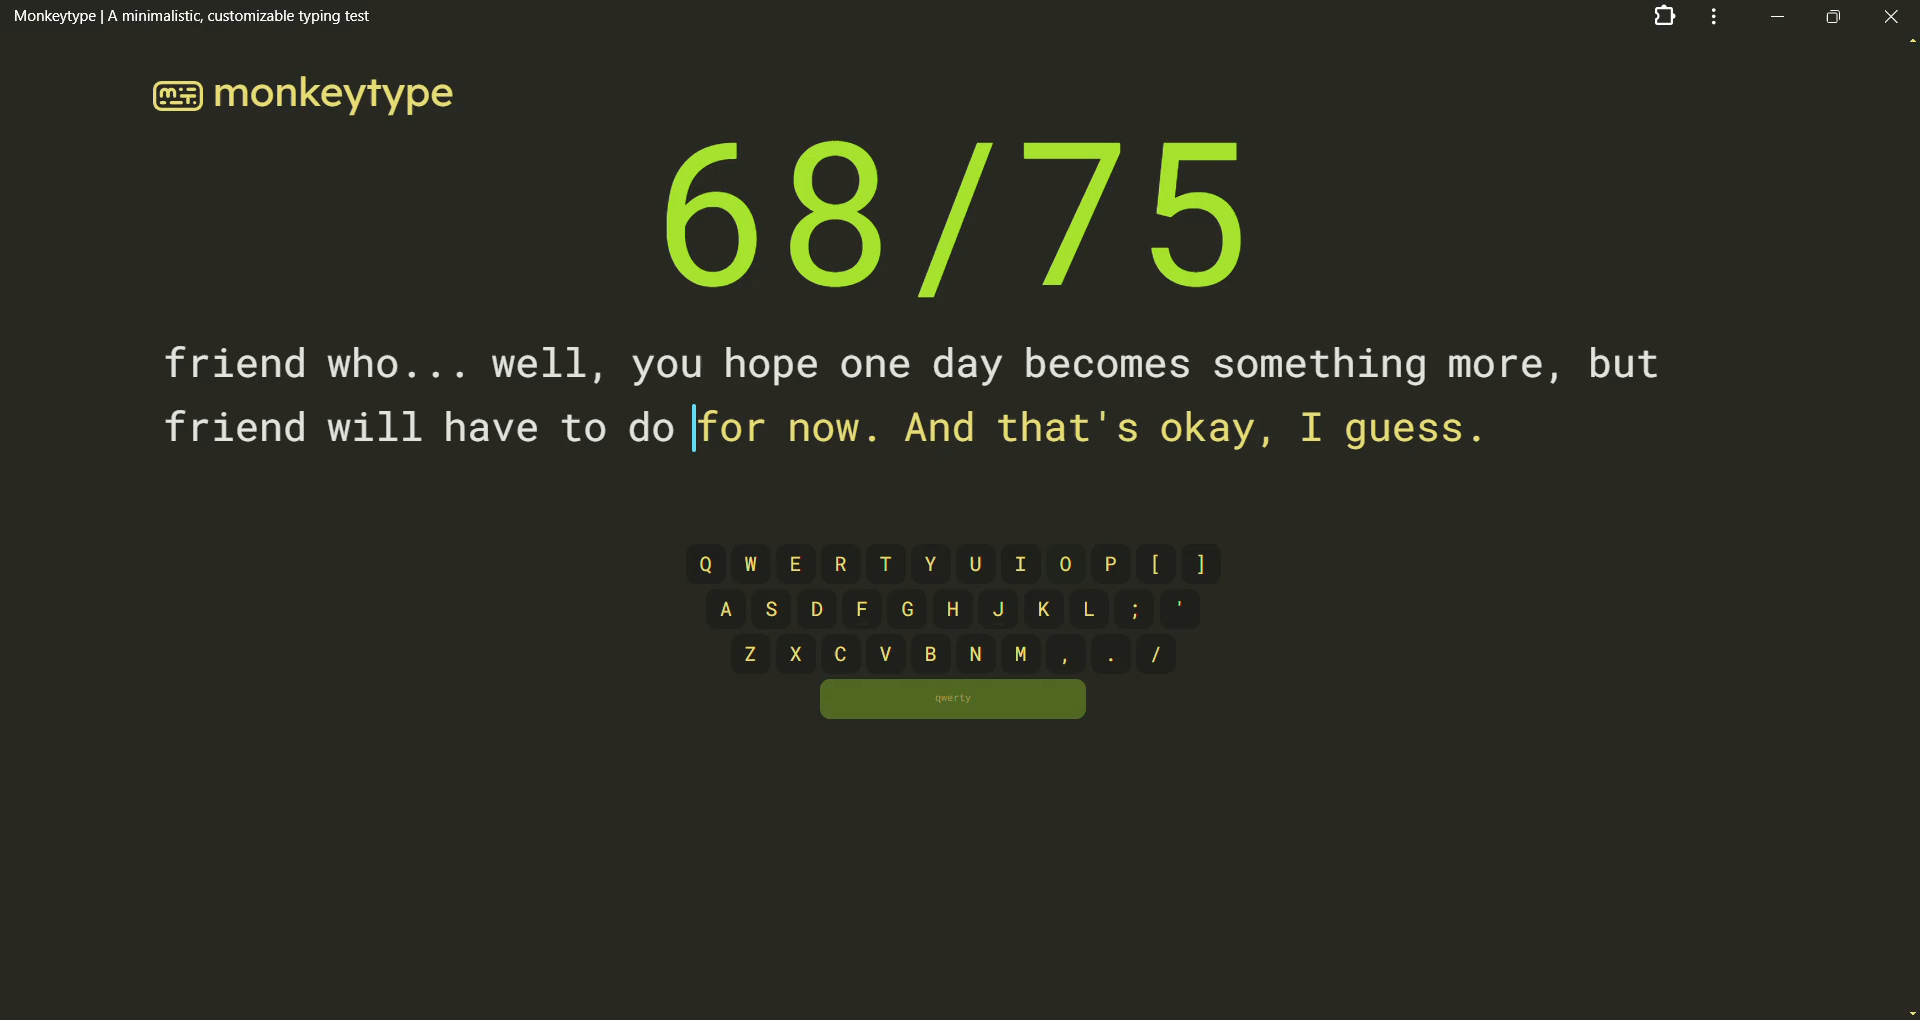 Monkeytype | A minimalistic, customizable typing test
monkeytype
68/75
friend who... well, you hope one day becomes something more, but
friend will have to do for now. And that's okay, I guess.
Q W E R T Y U I O P [ ]
A S D F G H J K L ; '
Z X C V B N M , . /
qwerty